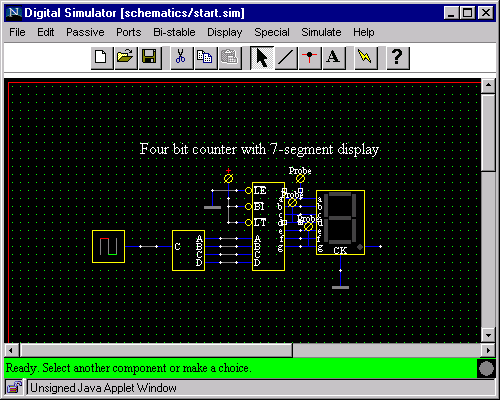 Digital Simulator [schematics/start.sim]
File Edit Passive Ports Bi-stable Display Special Simulate Help
A ?
Four bit counter with 7-segment display
Probe
LE
Probe
BI
Probe
LT
C A A
B B
C C
D D
a
b
c
d
e
f
g
CK
Ready. Select another component or make a choice.
Unsigned Java Applet Window